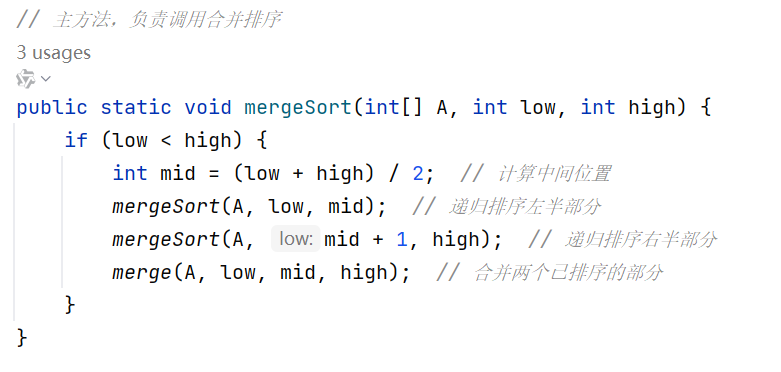 // 主方法，负责调用合并排序
3 usages
public static void mergeSort(int[] A, int low, int high) {
if (low < high) {
int mid = (low + high) / 2;  // 计算中间位置
mergeSort(A, low, mid);  // 递归排序左半部分
mergeSort(A, low: mid + 1, high);  // 递归排序右半部分
merge(A, low, mid, high);  // 合并两个已排序的部分
}
}